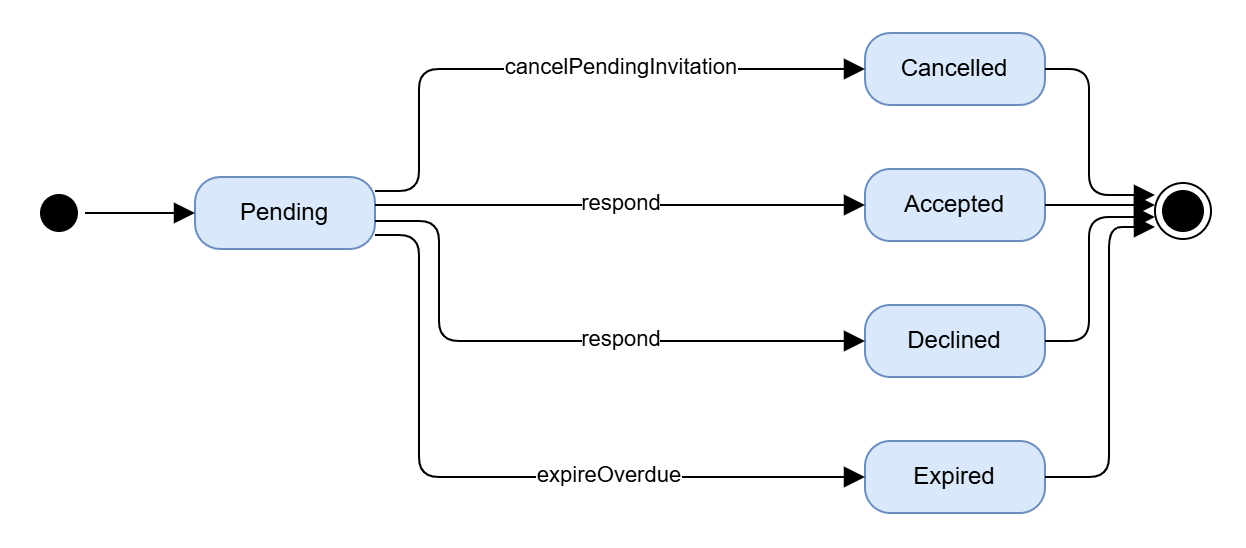 cancelPendingInvitation
Cancelled
Pending
respond
Accepted
respond
Declined
expireOverdue
Expired